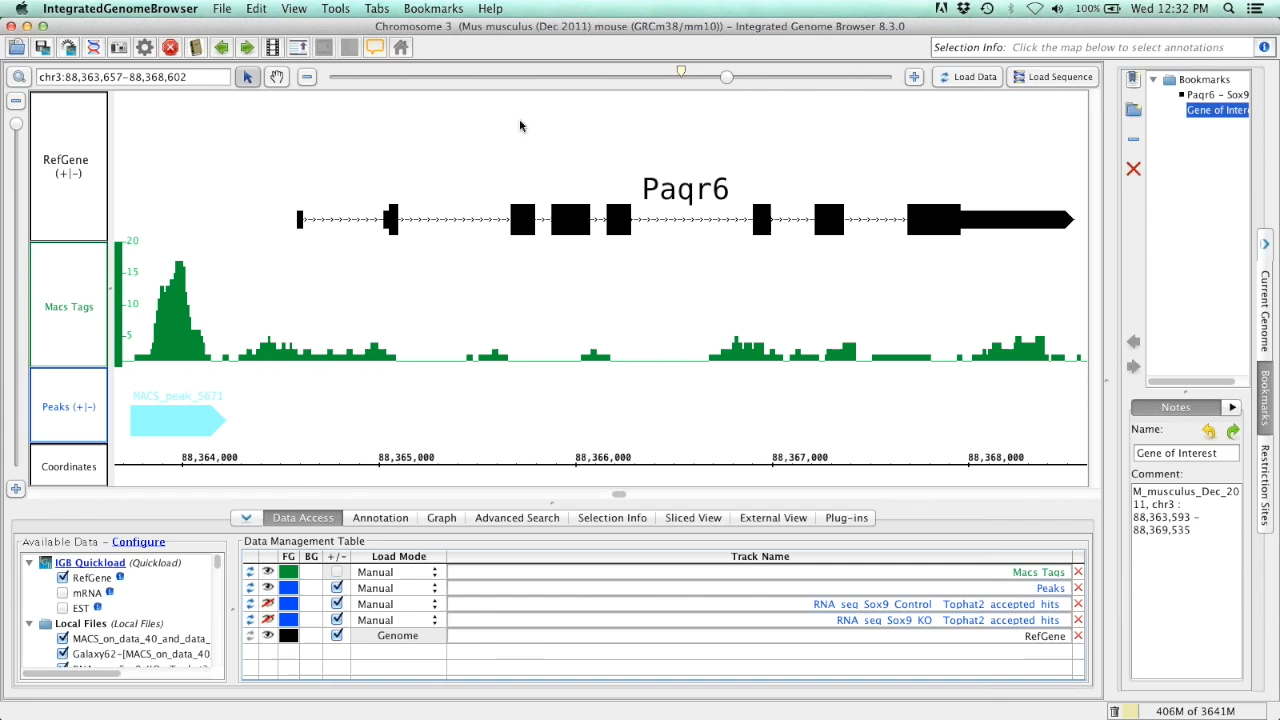 IntegratedGenomeBrowser File Edit View Tools Tabs Bookmarks Help 100% Wed 12:32 PM
Chromosome 3 (Mus musculus (Dec 2011) mouse (GRCm38/mm10)) - Integrated Genome Browser 8.3.0
Selection Info: Click the map below to select annotations
chr3:88,363,657-88,368,602
Load Data
Load Sequence
RefGene
(+|-)
Paqr6
Macs Tags
20
15
10
5
Peaks (+|-)
MACS_peak_5671
Coordinates
88,364,000 88,365,000 88,366,000 88,367,000 88,368,000
Bookmarks
Paqr6 - Sox9
Gene of Inter
Current Genome
Bookmarks
Restriction Sites
Notes
Name:
Gene of Interest
Comment:
M_musculus_Dec_20
11, chr3 :
88,363,593 -
88,369,535
Data Access Annotation Graph Advanced Search Selection Info Sliced View External View Plug-ins
Available Data - Configure
IGB Quickload (Quickload)
RefGene
mRNA
EST
Local Files (Local Files)
MACS_on_data_40_and_data_
Galaxy62-[MACS_on_data_40,
Data Management Table
FG BG +/- Load Mode Track Name
Manual Macs Tags
Manual Peaks
Manual RNA seq Sox9 Control Tophat2 accepted hits
Manual RNA seq Sox9 KO Tophat2 accepted hits
Genome RefGene
406M of 3641M